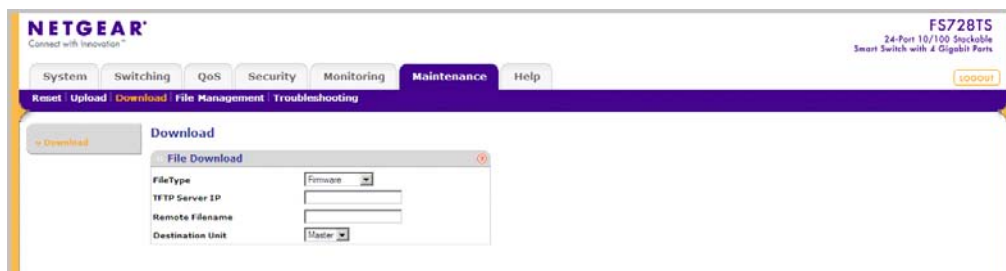 NETGEAR
Connect with Innovation™
FS728TS
24-Port 10/100 Stackable
Smart Switch with 4 Gigabit Ports
System Switching QoS Security Monitoring Maintenance Help
LOGOUT
Reset Upload Download File Management Troubleshooting
Download
Download
File Download
FileType Firmware
TFTP Server IP
Remote Filename
Destination Unit Master